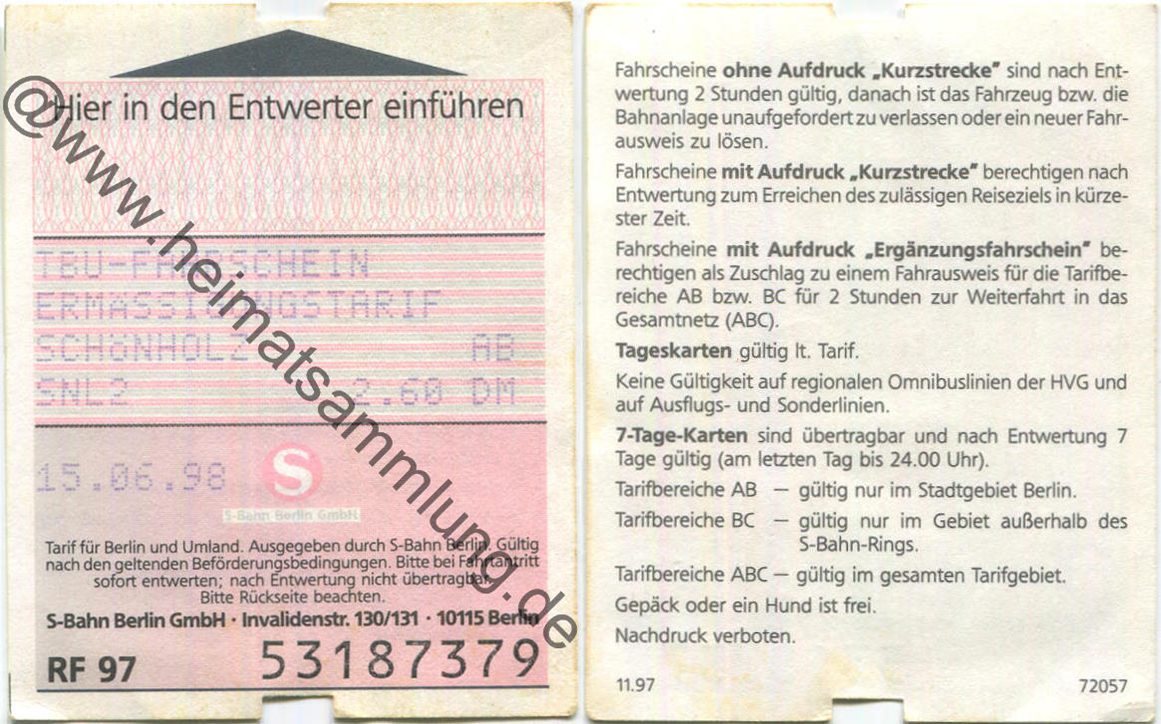 Hier in den Entwerter einführen
TBU-FAHRSCHEIN
ERMASSIGUNGSTARIF
SCHöNHOLZ AB
SNL2 2.60 DM
15.06.98
S
S-Bahn Berlin GmbH
Tarif für Berlin und Umland. Ausgegeben durch S-Bahn Berlin. Gültig
nach den geltenden Beförderungsbedingungen. Bitte bei Fahrtantritt
sofort entwerten; nach Entwertung nicht übertragbar.
Bitte Rückseite beachten.
S-Bahn Berlin GmbH · Invalidenstr. 130/131 · 10115 Berlin
RF 97 53187379
@www.heimatsammlung.de
Fahrscheine ohne Aufdruck „Kurzstrecke" sind nach Ent-
wertung 2 Stunden gültig, danach ist das Fahrzeug bzw. die
Bahnanlage unaufgefordert zu verlassen oder ein neuer Fahr-
ausweis zu lösen.
Fahrscheine mit Aufdruck „Kurzstrecke" berechtigen nach
Entwertung zum Erreichen des zulässigen Reiseziels in kürze-
ster Zeit.
Fahrscheine mit Aufdruck „Ergänzungsfahrschein" be-
rechtigen als Zuschlag zu einem Fahrausweis für die Tarifbe-
reiche AB bzw. BC für 2 Stunden zur Weiterfahrt in das
Gesamtnetz (ABC).
Tageskarten gültig lt. Tarif.
Keine Gültigkeit auf regionalen Omnibuslinien der HVG und
auf Ausflugs- und Sonderlinien.
7-Tage-Karten sind übertragbar und nach Entwertung 7
Tage gültig (am letzten Tag bis 24.00 Uhr).
Tarifbereiche AB — gültig nur im Stadtgebiet Berlin.
Tarifbereiche BC — gültig nur im Gebiet außerhalb des
S-Bahn-Rings.
Tarifbereiche ABC — gültig im gesamten Tarifgebiet.
Gepäck oder ein Hund ist frei.
Nachdruck verboten.
11.97 72057